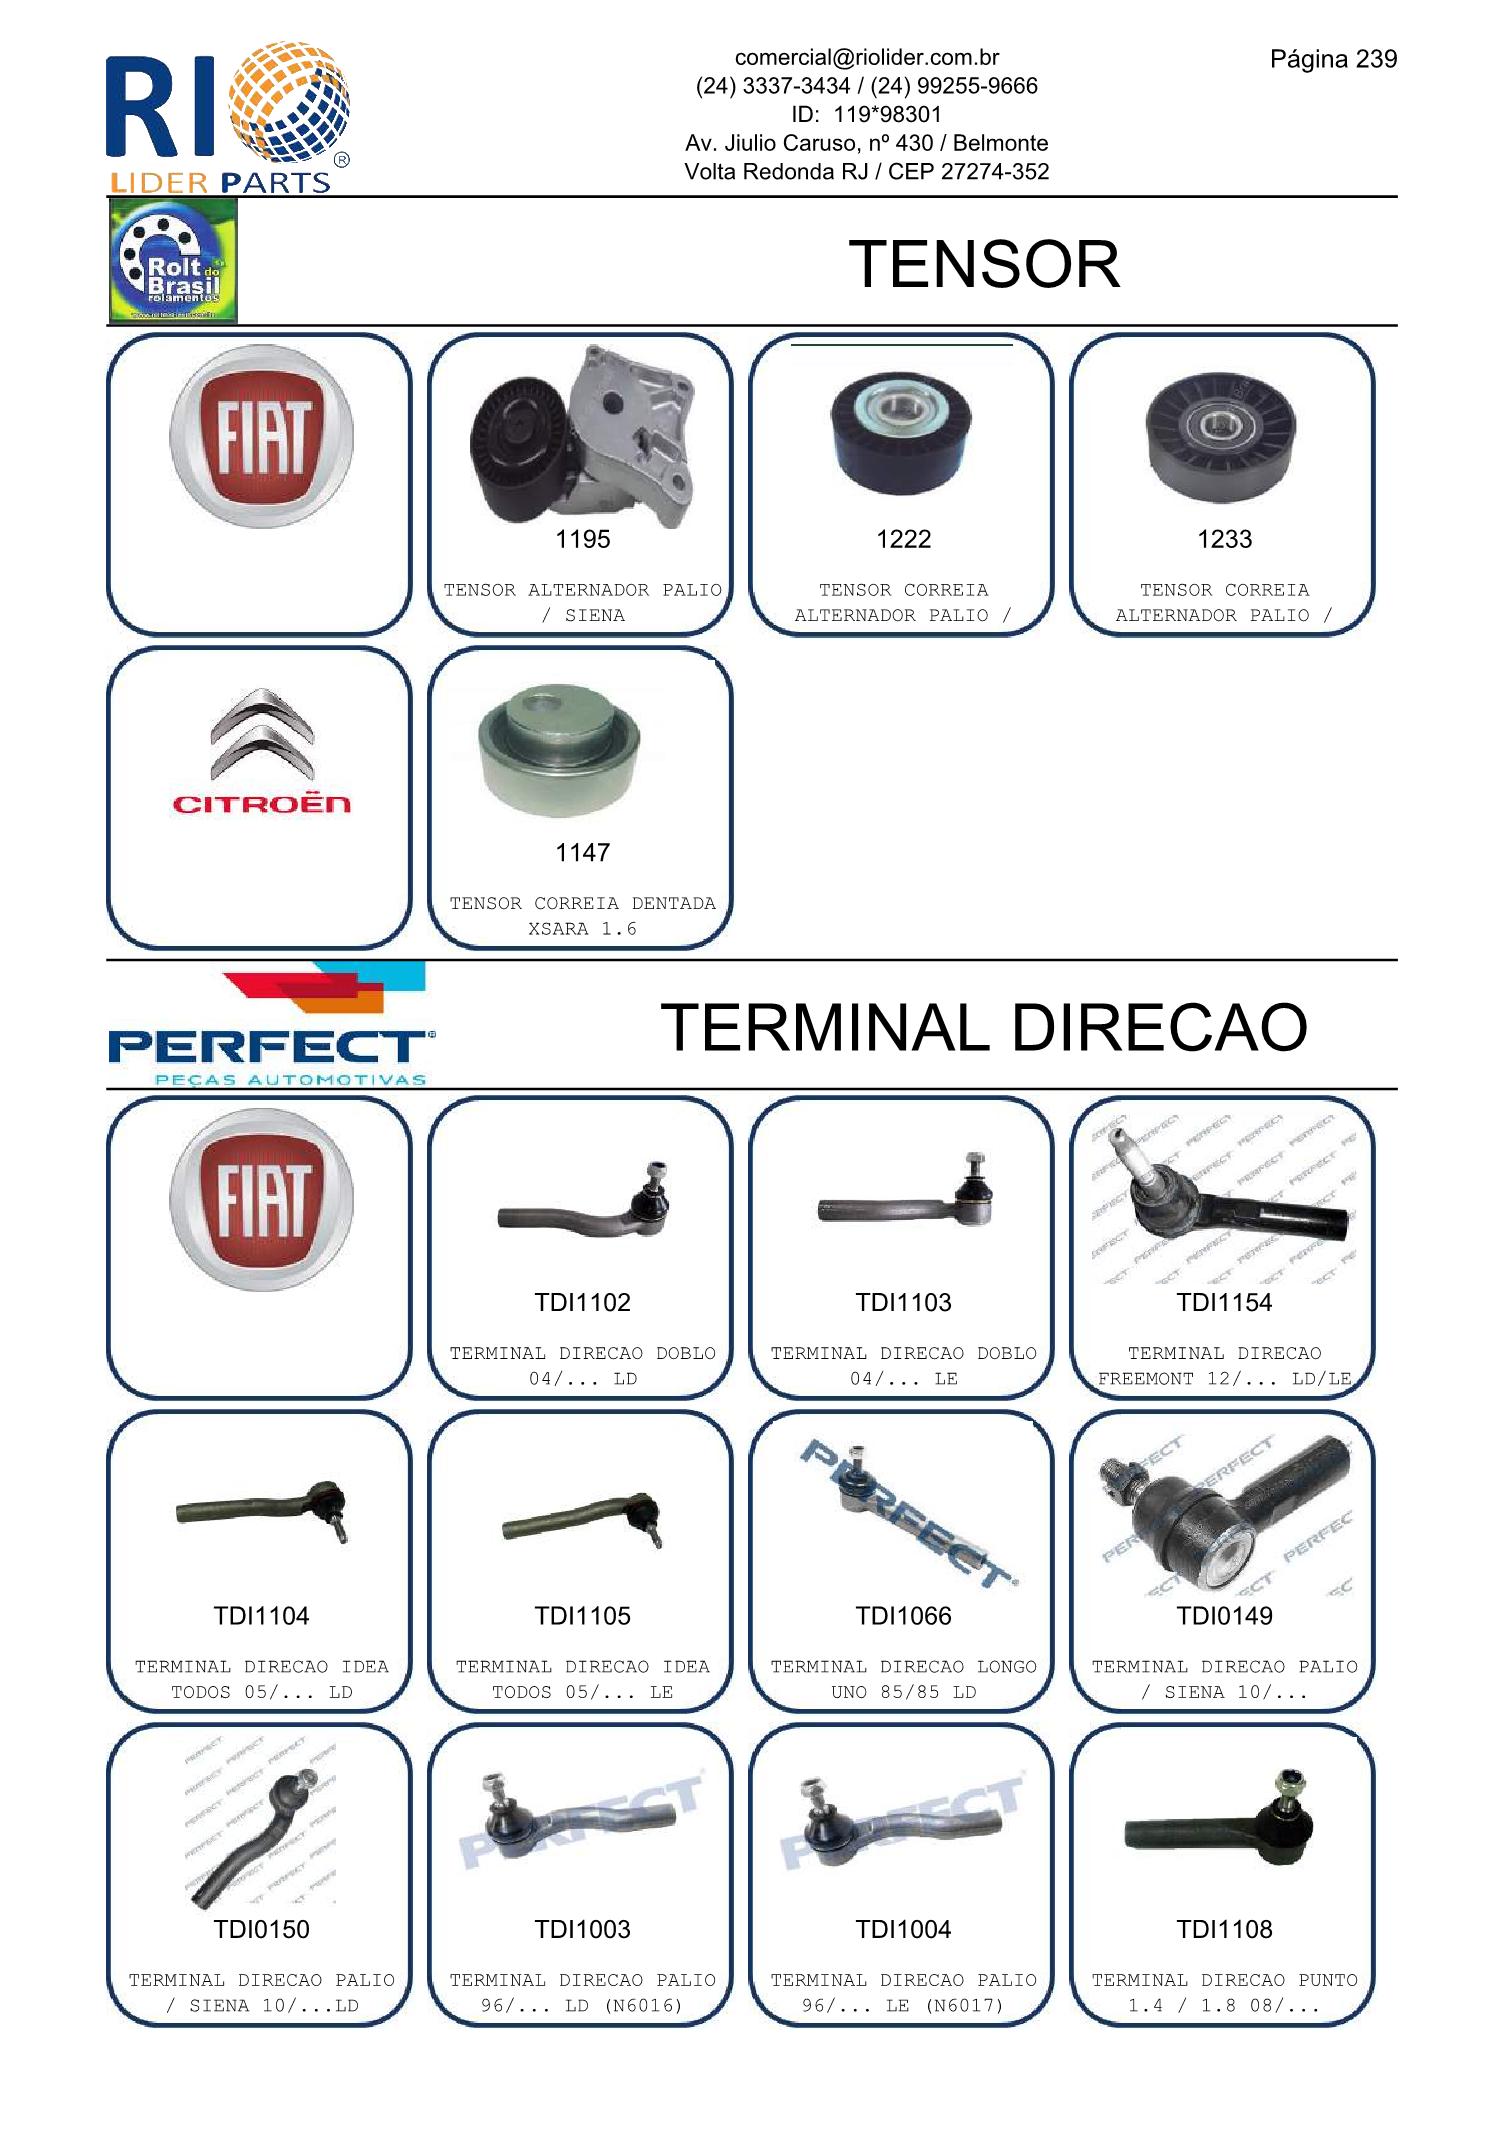 RIO
LIDER PARTS
®
comercial@riolider.com.br
(24) 3337-3434 / (24) 99255-9666
ID: 119*98301
Av. Jiulio Caruso, nº 430 / Belmonte
Volta Redonda RJ / CEP 27274-352
Página 239
Rolt do
Brasil
rolamentos
TENSOR
FIAT
1195
TENSOR ALTERNADOR PALIO
/ SIENA
1222
TENSOR CORREIA
ALTERNADOR PALIO /
1233
TENSOR CORREIA
ALTERNADOR PALIO /
CITROËN
1147
TENSOR CORREIA DENTADA
XSARA 1.6
PERFECT®
PEÇAS AUTOMOTIVAS
TERMINAL DIRECAO
FIAT
TDI1102
TERMINAL DIRECAO DOBLO
04/... LD
TDI1103
TERMINAL DIRECAO DOBLO
04/... LE
PERFECT
TDI1154
TERMINAL DIRECAO
FREEMONT 12/... LD/LE
TDI1104
TERMINAL DIRECAO IDEA
TODOS 05/... LD
TDI1105
TERMINAL DIRECAO IDEA
TODOS 05/... LE
PERFECT
TDI1066
TERMINAL DIRECAO LONGO
UNO 85/85 LD
PERFECT
TDI0149
TERMINAL DIRECAO PALIO
/ SIENA 10/...
PERFECT
TDI0150
TERMINAL DIRECAO PALIO
/ SIENA 10/...LD
PERFECT
TDI1003
TERMINAL DIRECAO PALIO
96/... LD (N6016)
PERFECT
TDI1004
TERMINAL DIRECAO PALIO
96/... LE (N6017)
TDI1108
TERMINAL DIRECAO PUNTO
1.4 / 1.8 08/...